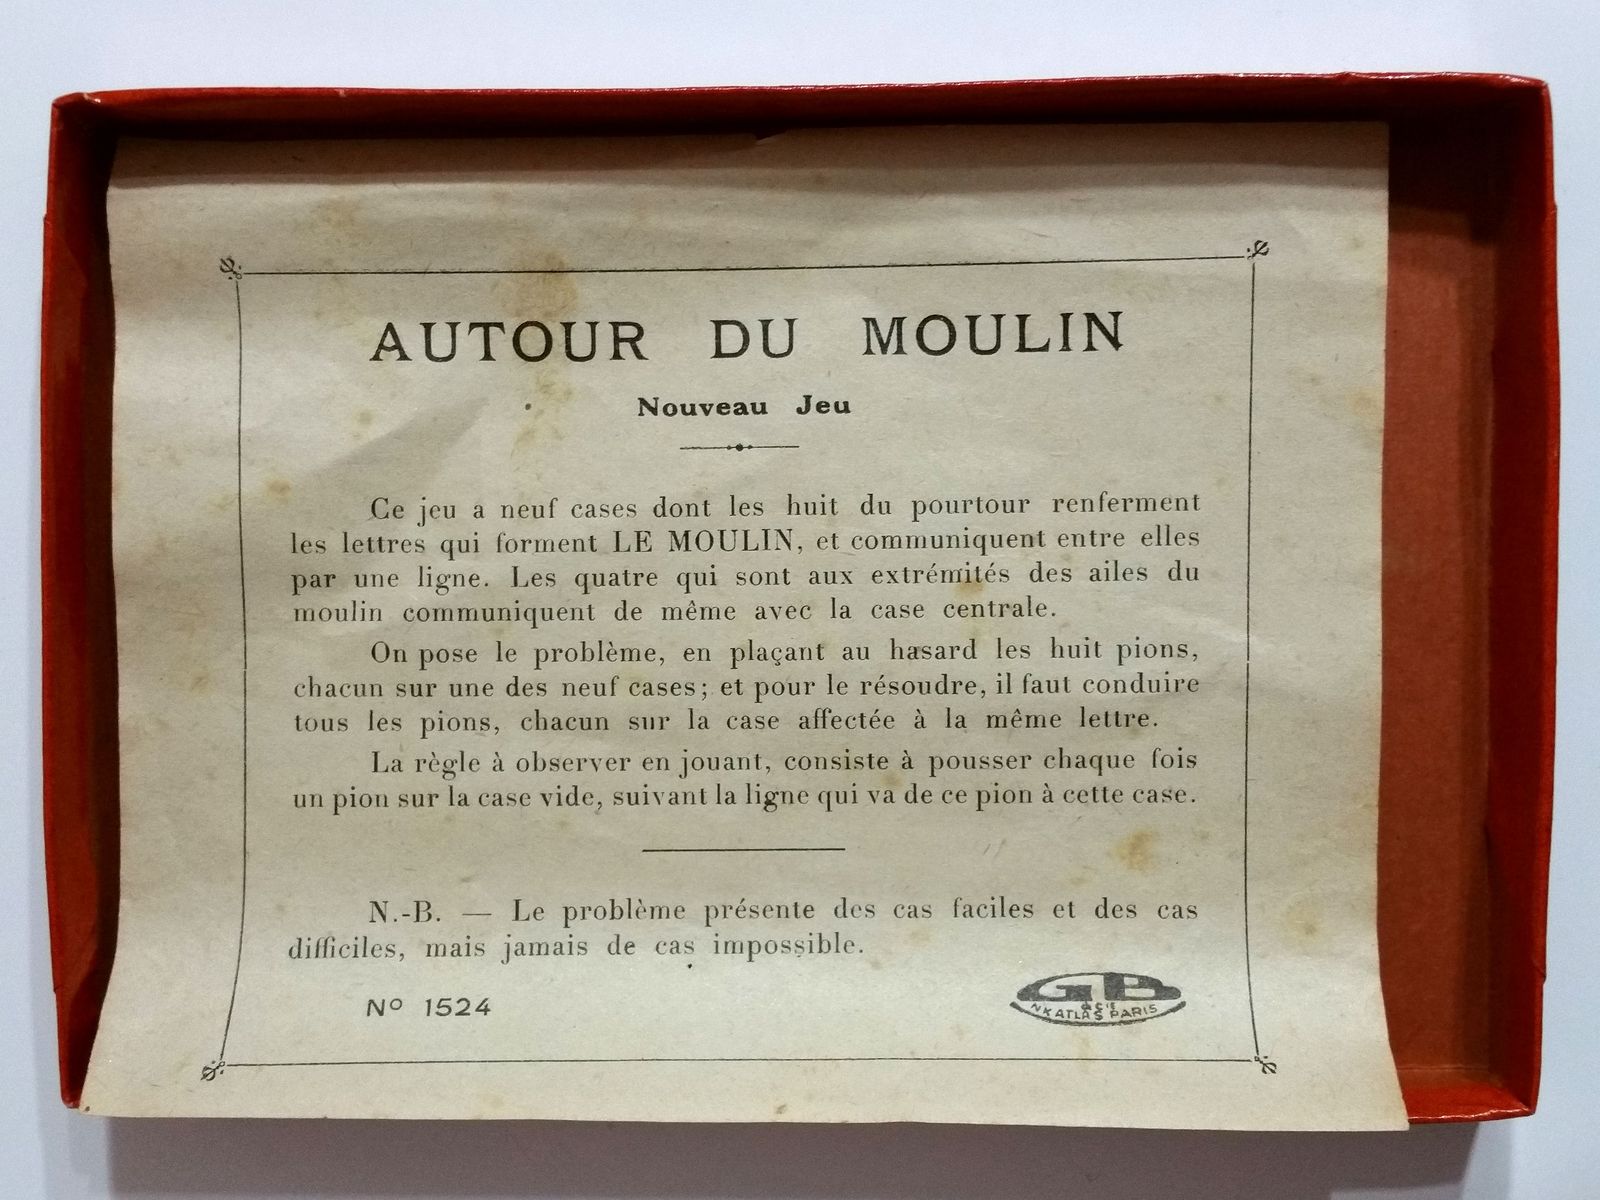 AUTOUR DU MOULIN
Nouveau Jeu
Ce jeu a neuf cases dont les huit du pourtour renferment
les lettres qui forment LE MOULIN, et communiquent entre elles
par une ligne. Les quatre qui sont aux extrémités des ailes du
moulin communiquent de même avec la case centrale.
On pose le problème, en plaçant au hasard les huit pions,
chacun sur une des neuf cases; et pour le résoudre, il faut conduire
tous les pions, chacun sur la case affectée à la même lettre.
La règle à observer en jouant, consiste à pousser chaque fois
un pion sur la case vide, suivant la ligne qui va de ce pion à cette case.
N.-B. — Le problème présente des cas faciles et des cas
difficiles, mais jamais de cas impossible.
Nº 1524
GB
& CIE
NK ATLAS PARIS